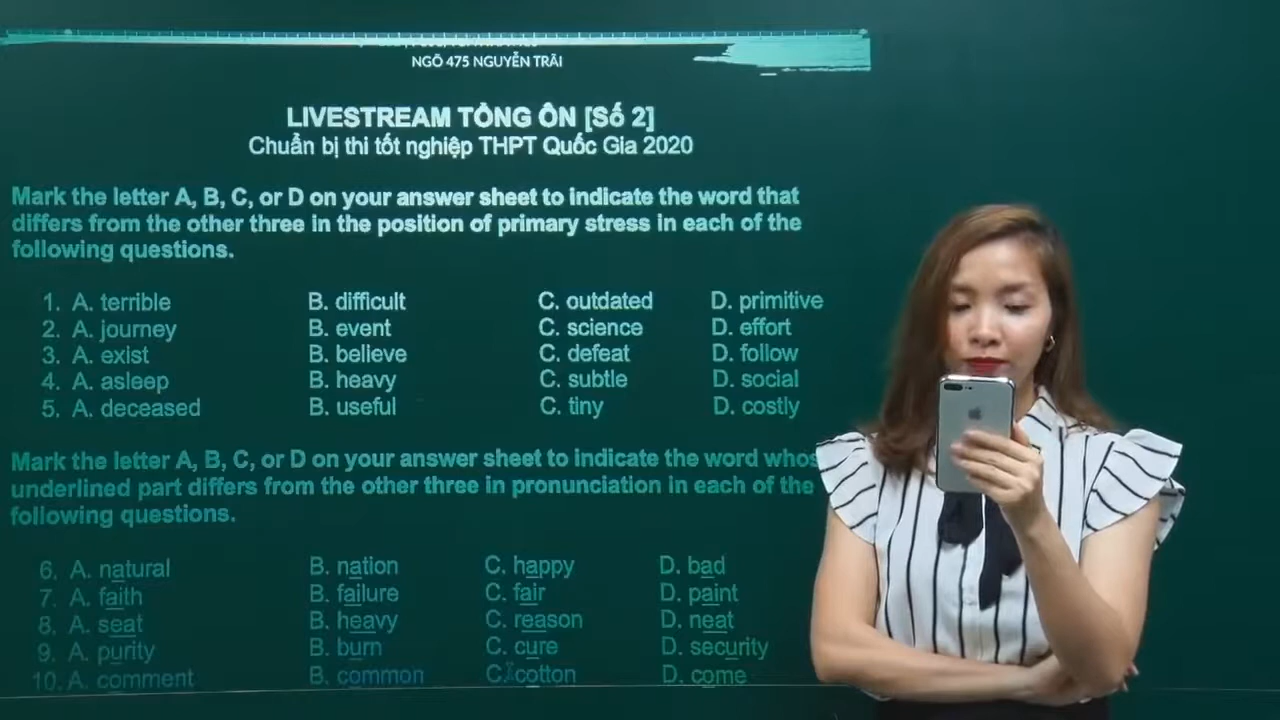 NGÕ 475 NGUYỄN TRÃI
LIVESTREAM TỔNG ÔN [Số 2]
Chuẩn bị thi tốt nghiệp THPT Quốc Gia 2020
Mark the letter A, B, C, or D on your answer sheet to indicate the word that
differs from the other three in the position of primary stress in each of the
following questions.
1. A. terrible B. difficult C. outdated D. primitive
2. A. journey B. event C. science D. effort
3. A. exist B. believe C. defeat D. follow
4. A. asleep B. heavy C. subtle D. social
5. A. deceased B. useful C. tiny D. costly
Mark the letter A, B, C, or D on your answer sheet to indicate the word whos
underlined part differs from the other three in pronunciation in each of the
following questions.
6. A. natural B. nation C. happy D. bad
7. A. faith B. failure C. fair D. paint
8. A. seat B. heavy C. reason D. neat
9. A. purity B. burn C. cure D. security
10. A. comment B. common C. cotton D. come